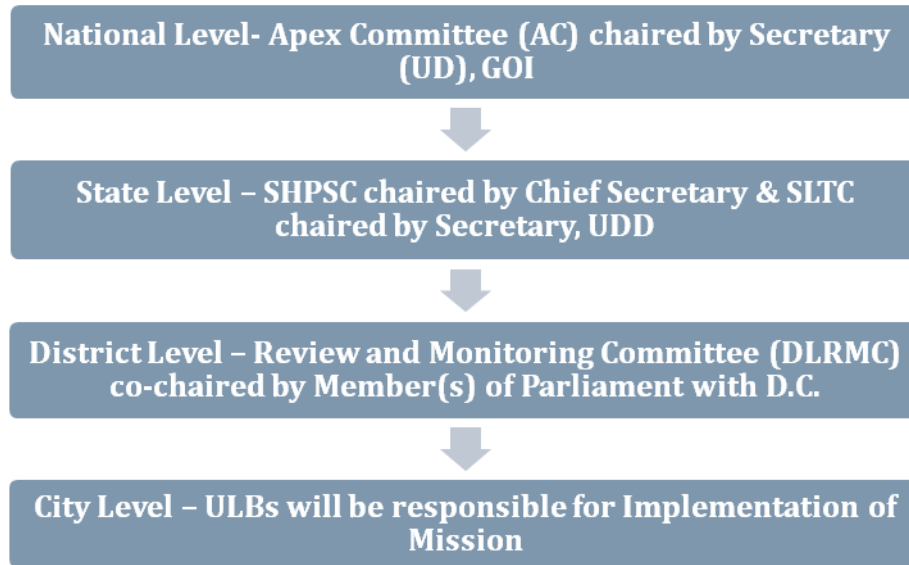 National Level- Apex Committee (AC) chaired by Secretary
(UD), GOI
State Level – SHPSC chaired by Chief Secretary & SLTC
chaired by Secretary, UDD
District Level – Review and Monitoring Committee (DLRMC)
co-chaired by Member(s) of Parliament with D.C.
City Level – ULBs will be responsible for Implementation of
Mission